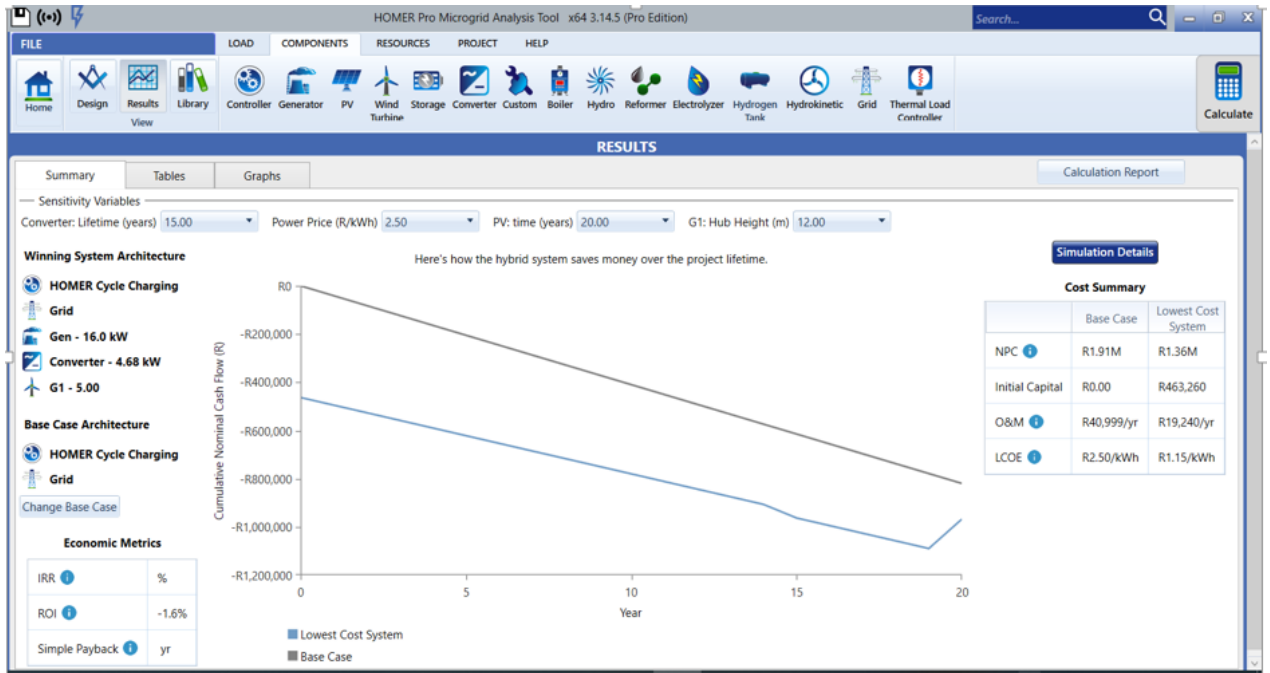 ((•)) HOMER Pro Microgrid Analysis Tool x64 3.14.5 (Pro Edition) Search...
FILE LOAD COMPONENTS RESOURCES PROJECT HELP
Home Design Results Library Controller Generator PV Wind Turbine Storage Converter Custom Boiler Hydro Reformer Electrolyzer Hydrogen Tank Hydrokinetic Grid Thermal Load Controller Calculate
View
RESULTS
Summary Tables Graphs Calculation Report
Sensitivity Variables
Converter: Lifetime (years) 15.00 Power Price (R/kWh) 2.50 PV: time (years) 20.00 G1: Hub Height (m) 12.00
Winning System Architecture
HOMER Cycle Charging
Grid
Gen - 16.0 kW
Converter - 4.68 kW
G1 - 5.00
Base Case Architecture
HOMER Cycle Charging
Grid
Change Base Case
Economic Metrics
IRR %
ROI -1.6%
Simple Payback yr
Here's how the hybrid system saves money over the project lifetime.
Cumulative Nominal Cash Flow (R)
R0
-R200,000
-R400,000
-R600,000
-R800,000
-R1,000,000
-R1,200,000
0 5 10 15 20
Year
Lowest Cost System
Base Case
Simulation Details
Cost Summary
Base Case Lowest Cost System
NPC R1.91M R1.36M
Initial Capital R0.00 R463,260
O&M R40,999/yr R19,240/yr
LCOE R2.50/kWh R1.15/kWh